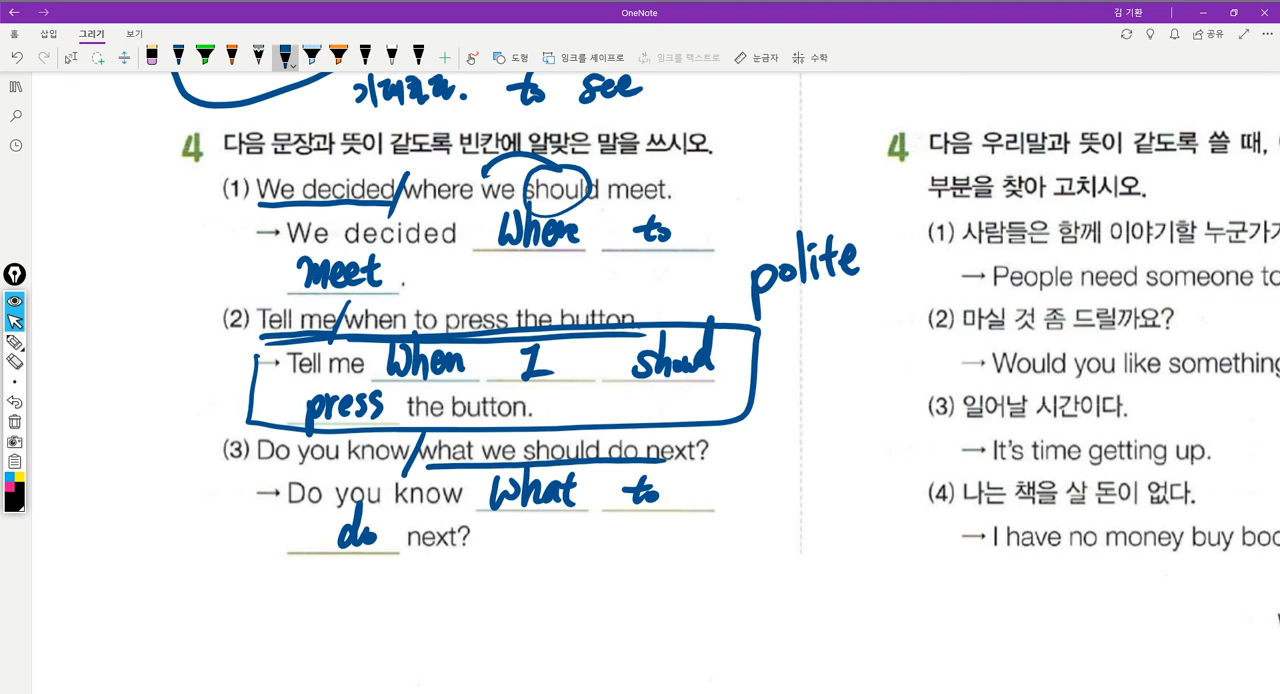 OneNote
김 기환
홈 삽입 그리기 보기
공유
도형 잉크를 셰이프로 잉크를 텍스트로 눈금자 수학
기대한다. to see
4 다음 문장과 뜻이 같도록 빈칸에 알맞은 말을 쓰시오.
(1) We decided where we should meet.
→ We decided where to
meet.
polite
(2) Tell me when to press the button.
→ Tell me when I should
press the button.
(3) Do you know what we should do next?
→ Do you know what to
do next?
4 다음 우리말과 뜻이 같도록 쓸 때,
부분을 찾아 고치시오.
(1) 사람들은 함께 이야기할 누군가가
→ People need someone to
(2) 마실 것 좀 드릴까요?
→ Would you like something
(3) 일어날 시간이다.
→ It's time getting up.
(4) 나는 책을 살 돈이 없다.
→ I have no money buy boo